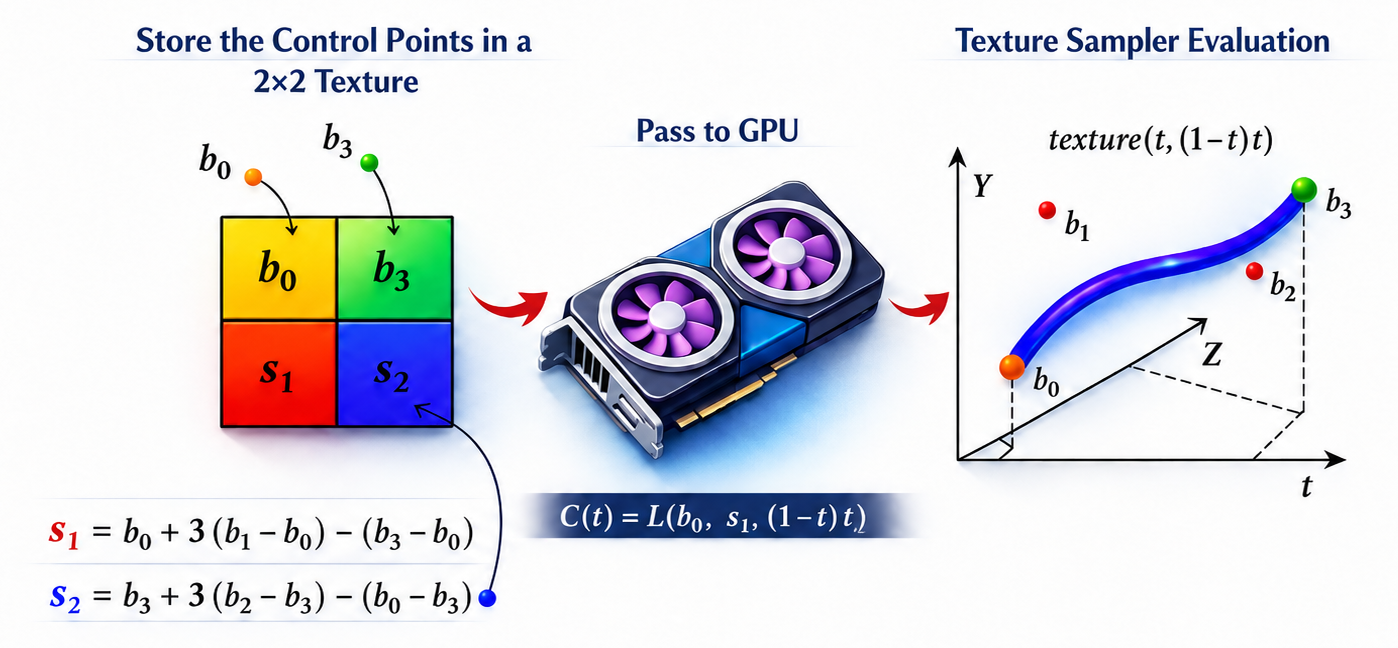 Store the Control Points in a
2×2 Texture
b₀
b₃
b₀
b₃
s₁
s₂
s₁ = b₀ + 3 (b₁ − b₀) − (b₃ − b₀)
s₂ = b₃ + 3 (b₂ − b₃) − (b₀ − b₃)
Pass to GPU
C(t) = L(b₀, s₁, (1−t) t,)
Texture Sampler Evaluation
texture(t, (1−t)t)
Y
b₁
b₃
b₂
Z
b₀
t